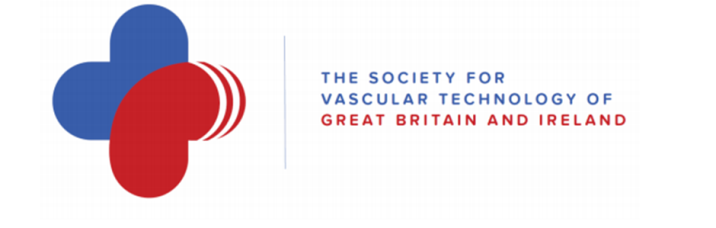 THE SOCIETY FOR
VASCULAR TECHNOLOGY OF
GREAT BRITAIN AND IRELAND